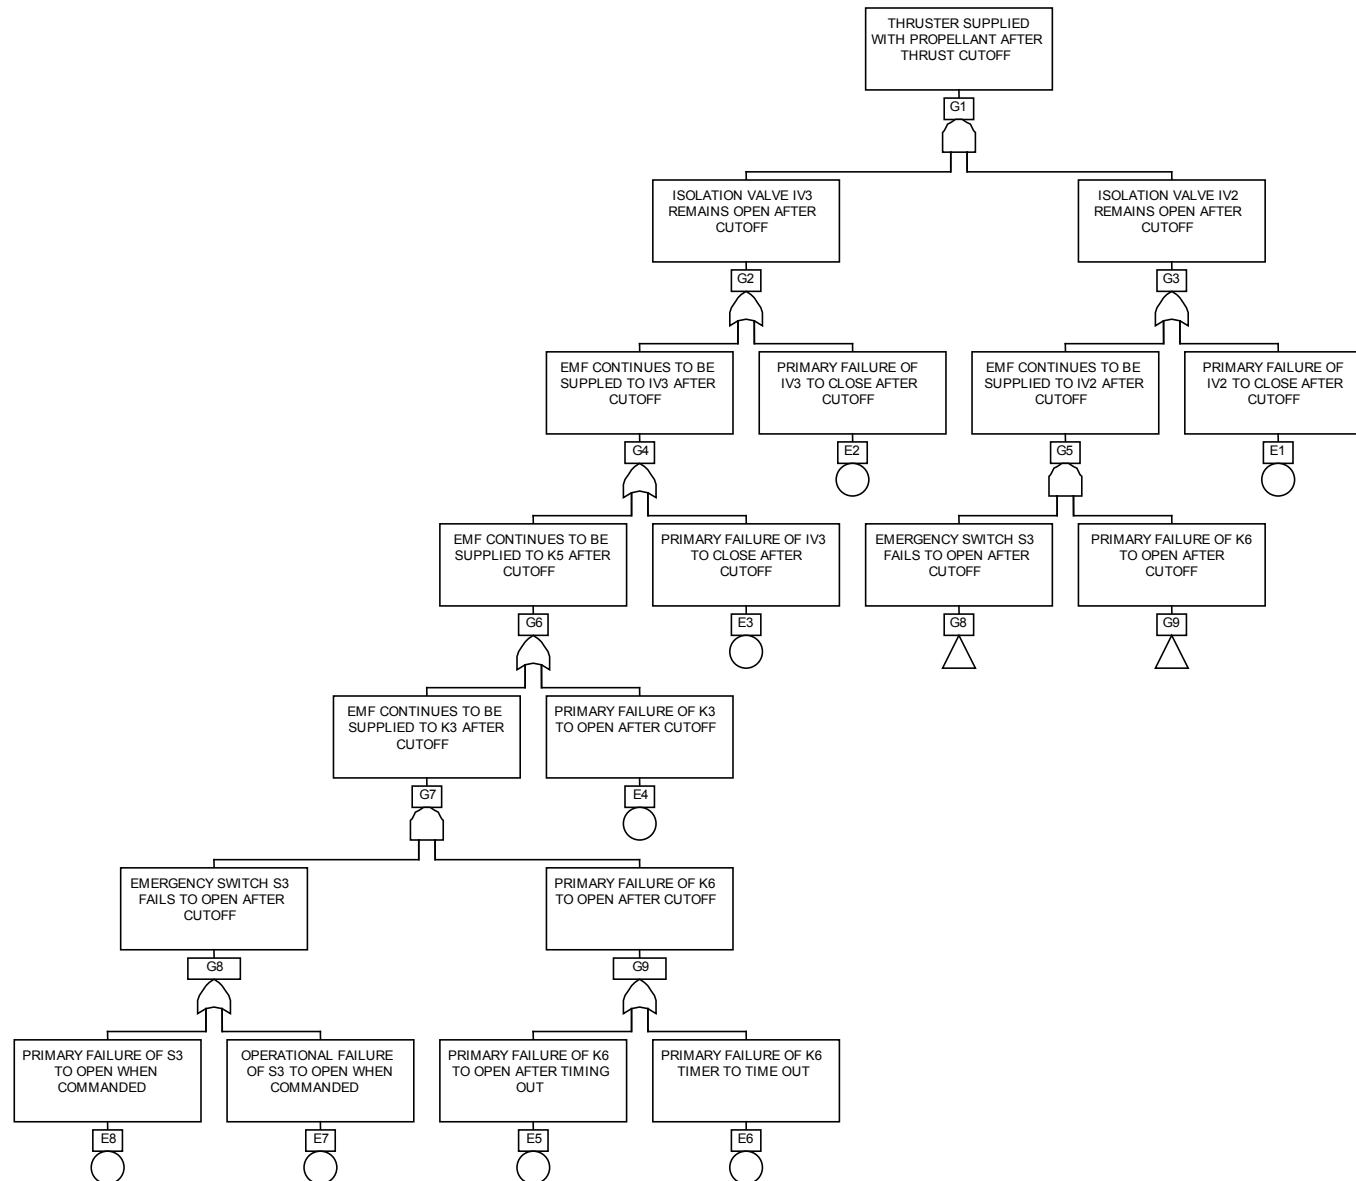 THRUSTER SUPPLIED
WITH PROPELLANT AFTER
THRUST CUTOFF
G1
ISOLATION VALVE IV3
REMAINS OPEN AFTER
CUTOFF
ISOLATION VALVE IV2
REMAINS OPEN AFTER
CUTOFF
G2
G3
EMF CONTINUES TO BE
SUPPLED TO IV3 AFTER
CUTOFF
PRIMARY FAILURE OF
IV3 TO CLOSE AFTER
CUTOFF
EMF CONTINUES TO BE
SUPPLIED TO IV2 AFTER
CUTOFF
PRIMARY FAILURE OF
IV2 TO CLOSE AFTER
CUTOFF
G4
E2
G5
E1
EMF CONTINUES TO BE
SUPPLIED TO K5 AFTER
CUTOFF
PRIMARY FAILURE OF IV3
TO CLOSE AFTER
CUTOFF
EMERGENCY SWITCH S3
FAILS TO OPEN AFTER
CUTOFF
PRIMARY FAILURE OF K6
TO OPEN AFTER
CUTOFF
G6
E3
G8
G9
EMF CONTINUES TO BE
SUPPLIED TO K3 AFTER
CUTOFF
PRIMARY FAILURE OF K3
TO OPEN AFTER CUTOFF
G7
E4
EMERGENCY SWITCH S3
FAILS TO OPEN AFTER
CUTOFF
PRIMARY FAILURE OF K6
TO OPEN AFTER CUTOFF
G8
G9
PRIMARY FAILURE OF S3
TO OPEN WHEN
COMMANDED
OPERATIONAL FAILURE
OF S3 TO OPEN WHEN
COMMANDED
PRIMARY FAILURE OF K6
TO OPEN AFTER TIMING
OUT
PRIMARY FAILURE OF K6
TIMER TO TIME OUT
E8
E7
E5
E6